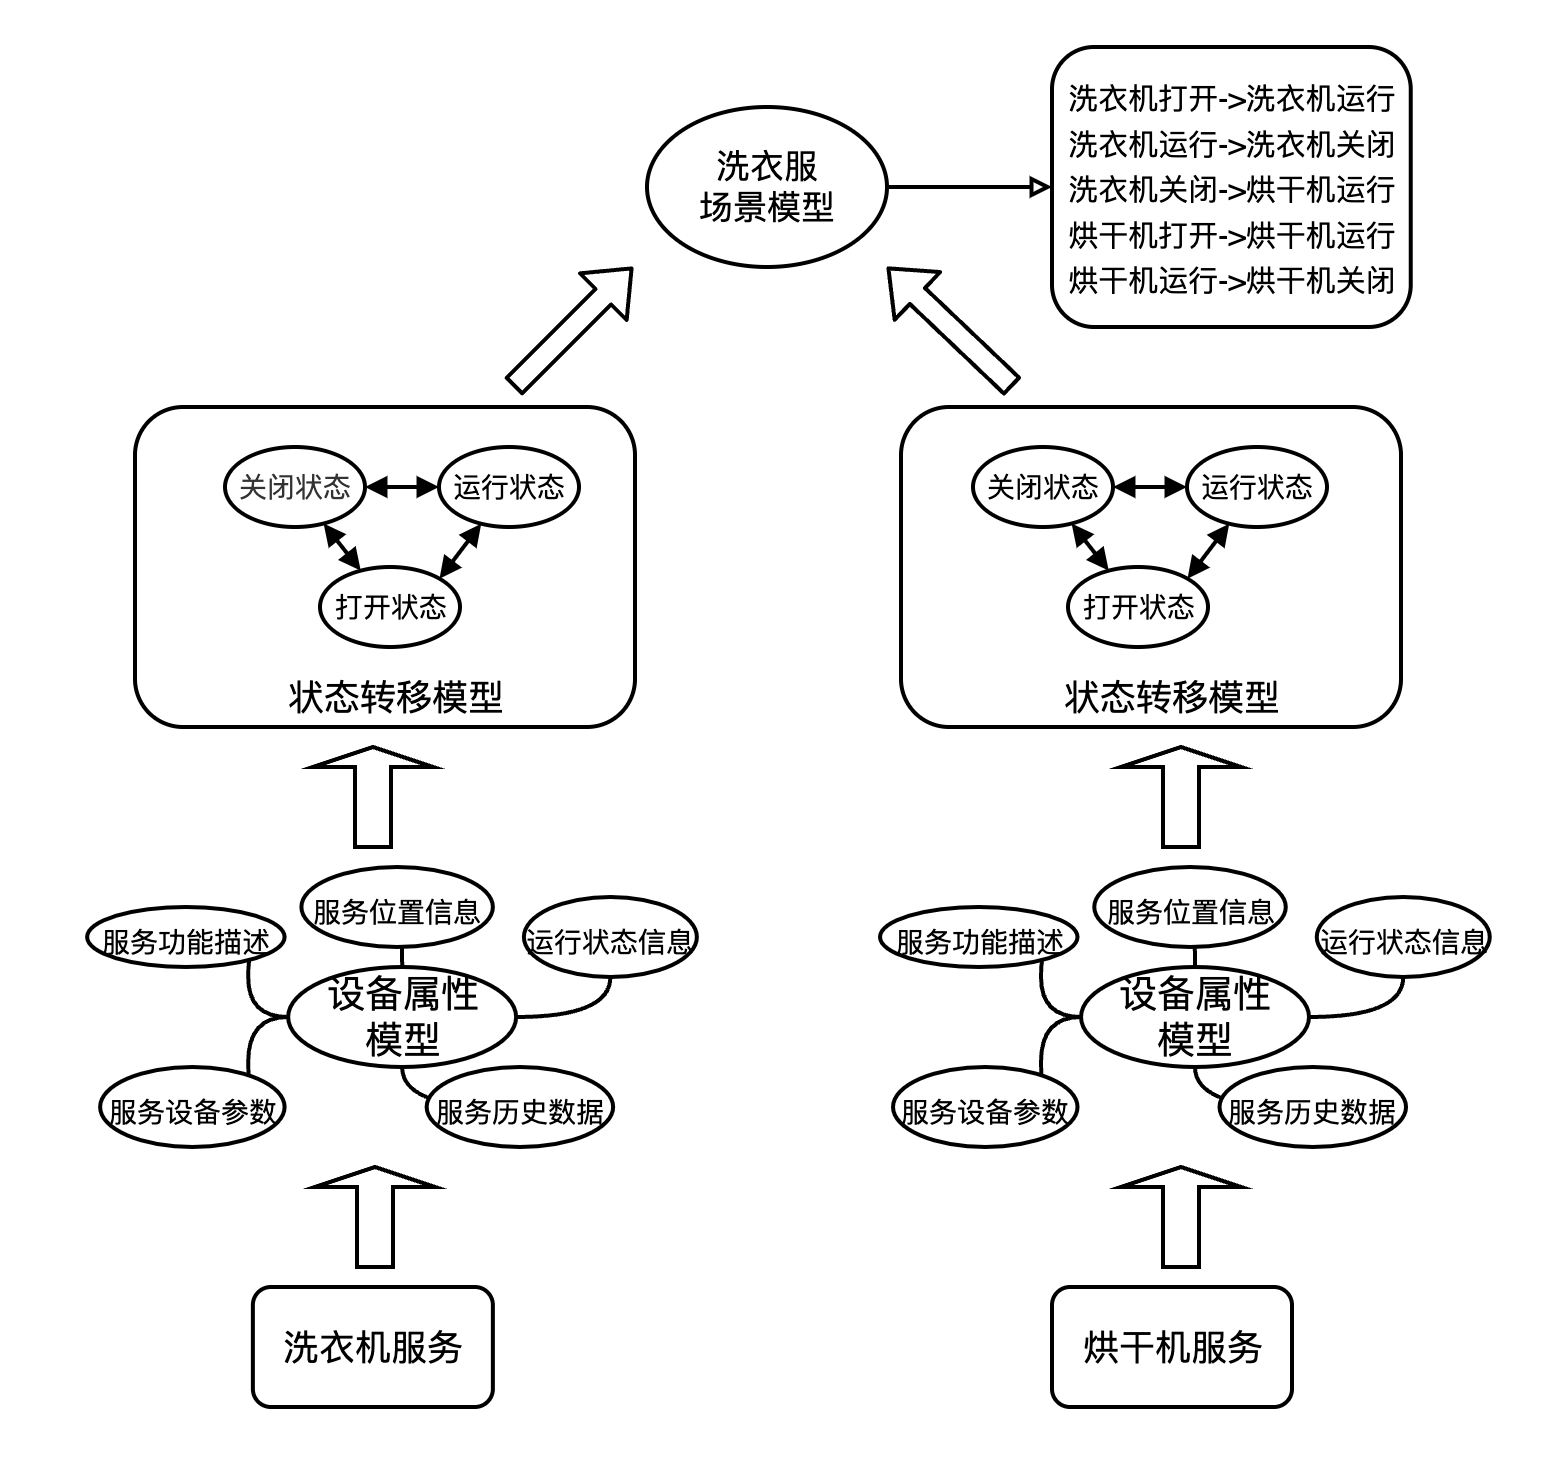 洗衣服
场景模型
洗衣机打开->洗衣机运行
洗衣机运行->洗衣机关闭
洗衣机关闭->烘干机运行
烘干机打开->烘干机运行
烘干机运行->烘干机关闭
关闭状态
运行状态
打开状态
状态转移模型
关闭状态
运行状态
打开状态
状态转移模型
服务位置信息
服务功能描述
运行状态信息
设备属性
模型
服务设备参数
服务历史数据
服务位置信息
服务功能描述
运行状态信息
设备属性
模型
服务设备参数
服务历史数据
洗衣机服务
烘干机服务